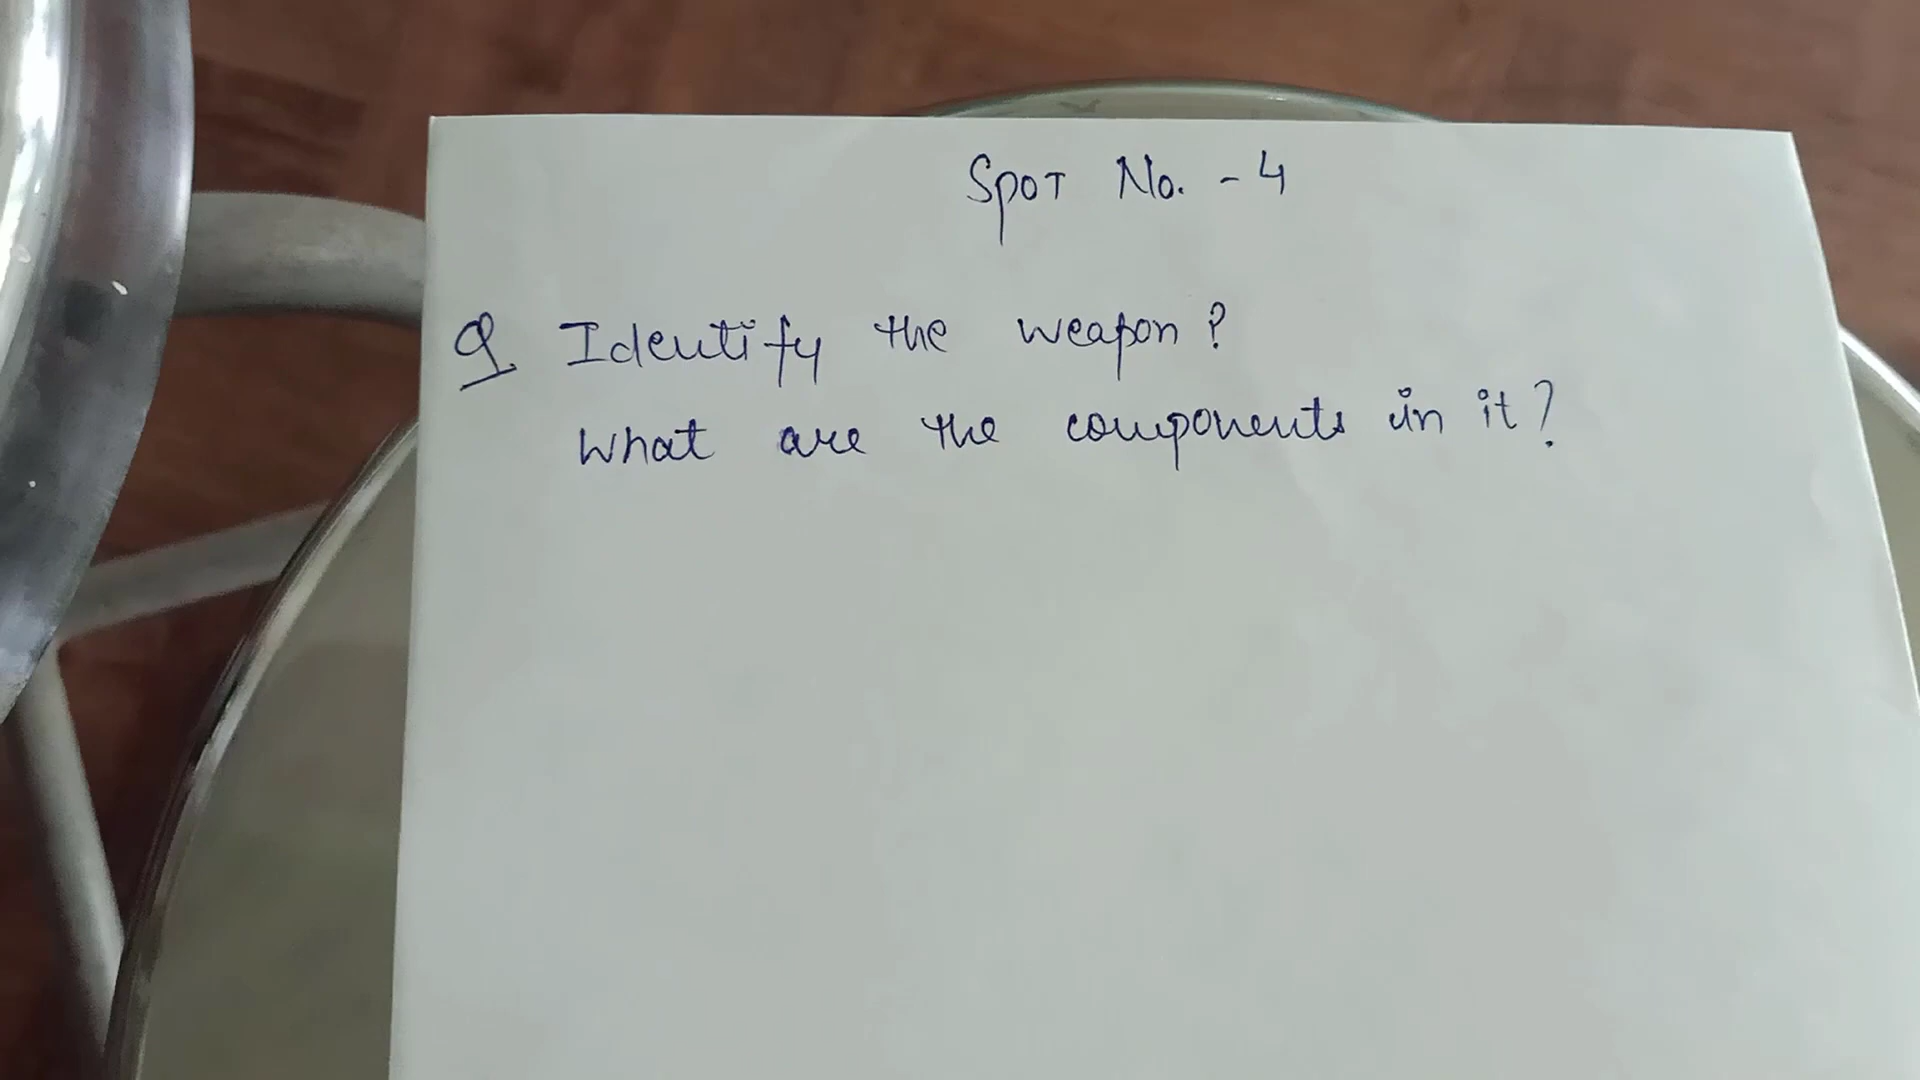 Spot No. - 4
Q Identify the weapon?
What are the components in it?